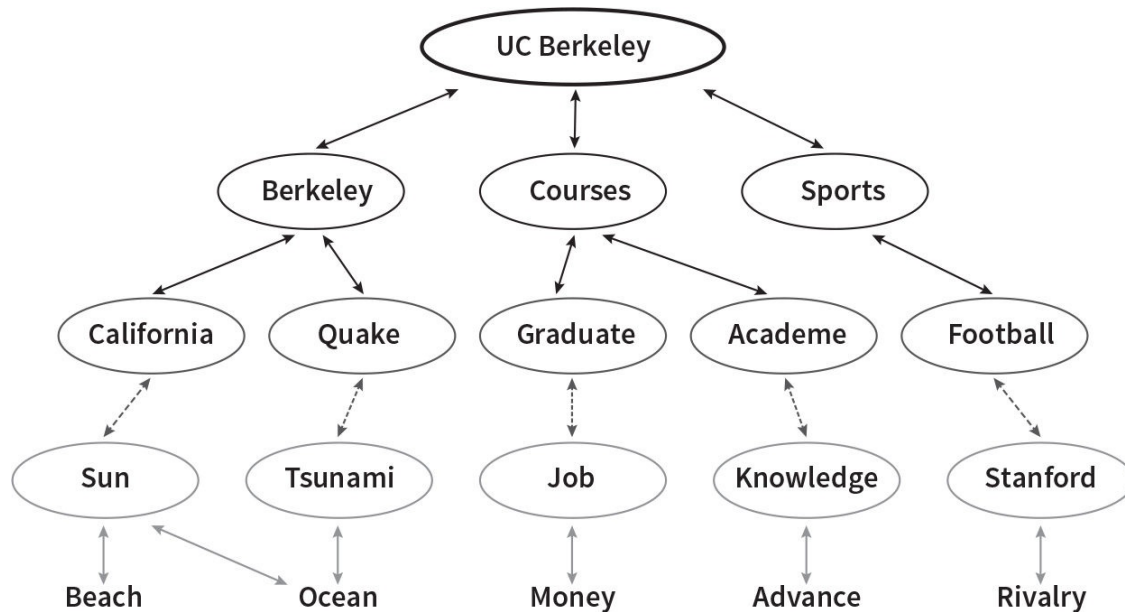 UC Berkeley
Berkeley
Courses
Sports
California
Quake
Graduate
Academe
Football
Sun
Tsunami
Job
Knowledge
Stanford
Beach
Ocean
Money
Advance
Rivalry